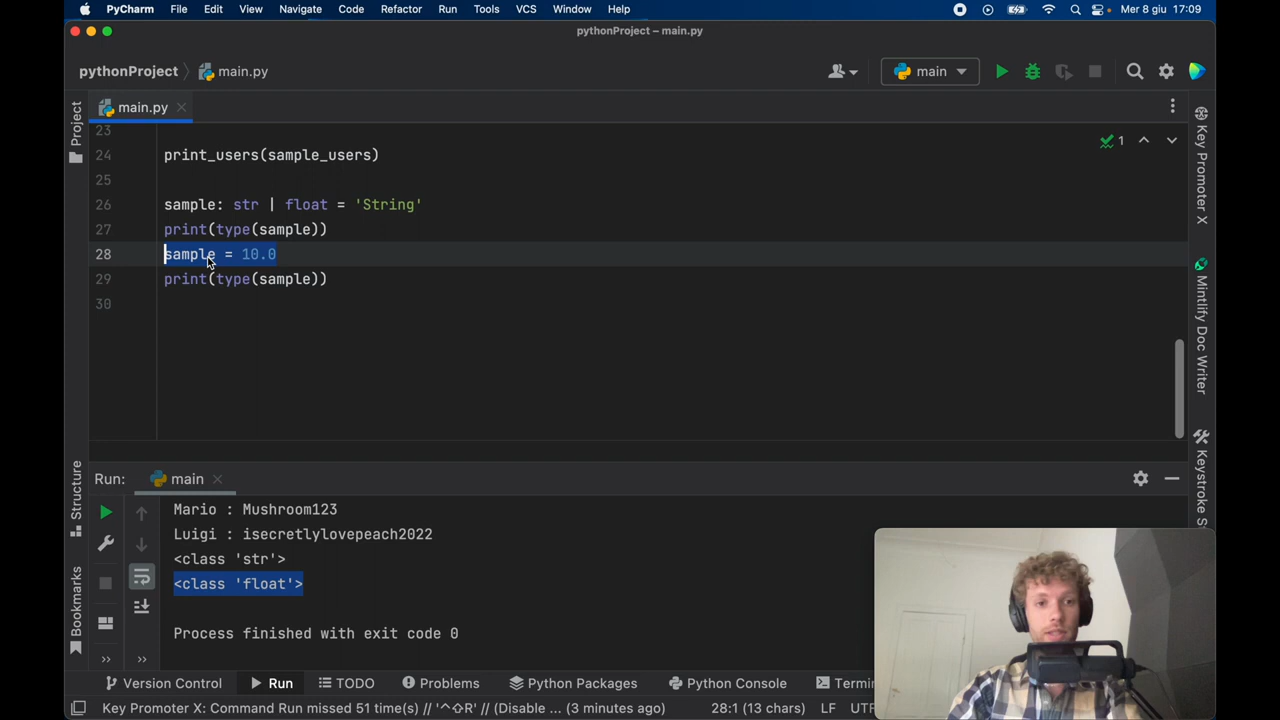 PyCharm File Edit View Navigate Code Refactor Run Tools VCS Window Help Mer 8 giu 17:09
pythonProject – main.py
pythonProject main.py main
main.py
Project
Key Promoter X
Mintlify Doc Writer
Keystroke S
Structure
Bookmarks
23
24 print_users(sample_users) 1
25
26 sample: str | float = 'String'
27 print(type(sample))
28 sample = 10.0
29 print(type(sample))
30
Run: main
Mario : Mushroom123
Luigi : isecretlylovepeach2022
<class 'str'>
<class 'float'>
Process finished with exit code 0
Version Control Run TODO Problems Python Packages Python Console Termi
Key Promoter X: Command Run missed 51 time(s) // '^⇧R' // (Disable ... (3 minutes ago) 28:1 (13 chars) LF UTF